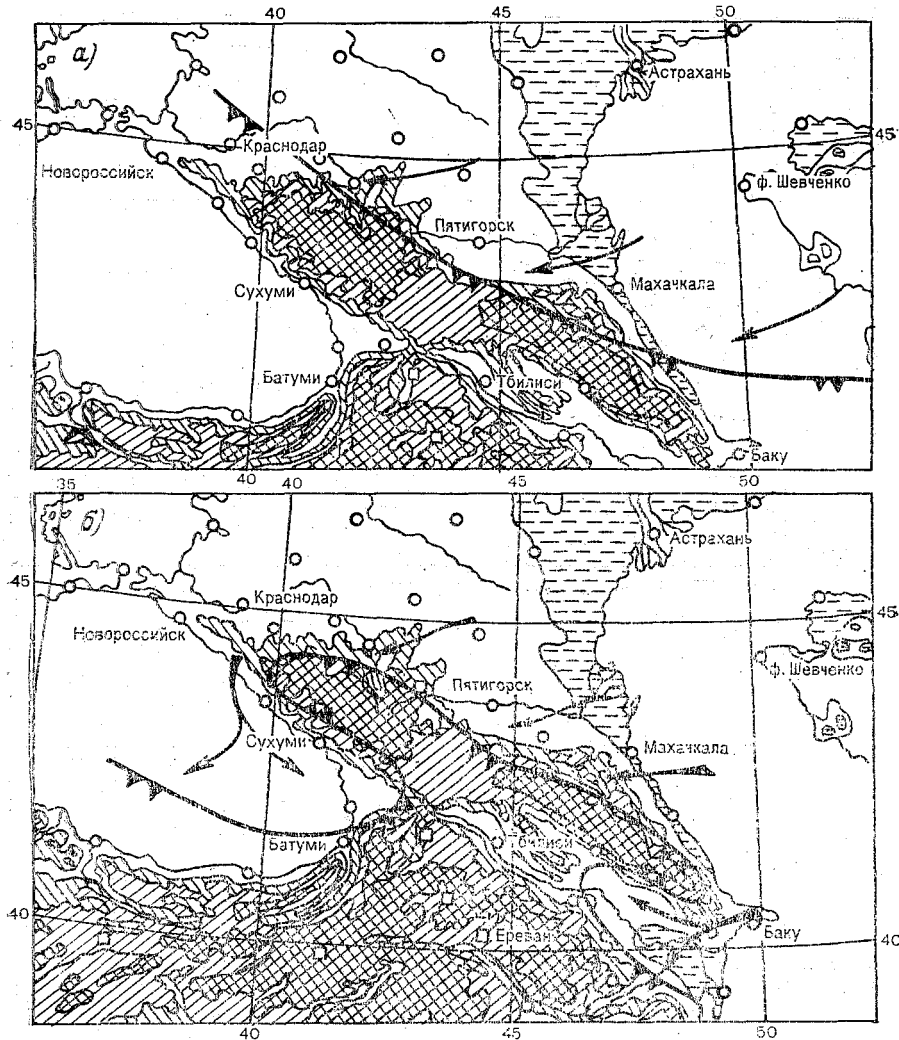 40
45
50
а)
Астрахань
45
45
Краснодар
Новороссийск
ф. Шевченко
Пятигорск
Махачкала
Сухуми
Батуми
Тбилиси
Баку
35
40
40
45
50
б)
Астрахань
45
Краснодар
45
Новороссийск
ф. Шевченко
Пятигорск
Сухуми
Махачкала
Батуми
Тбилиси
40
Баку
Ереван
40
40
45
50